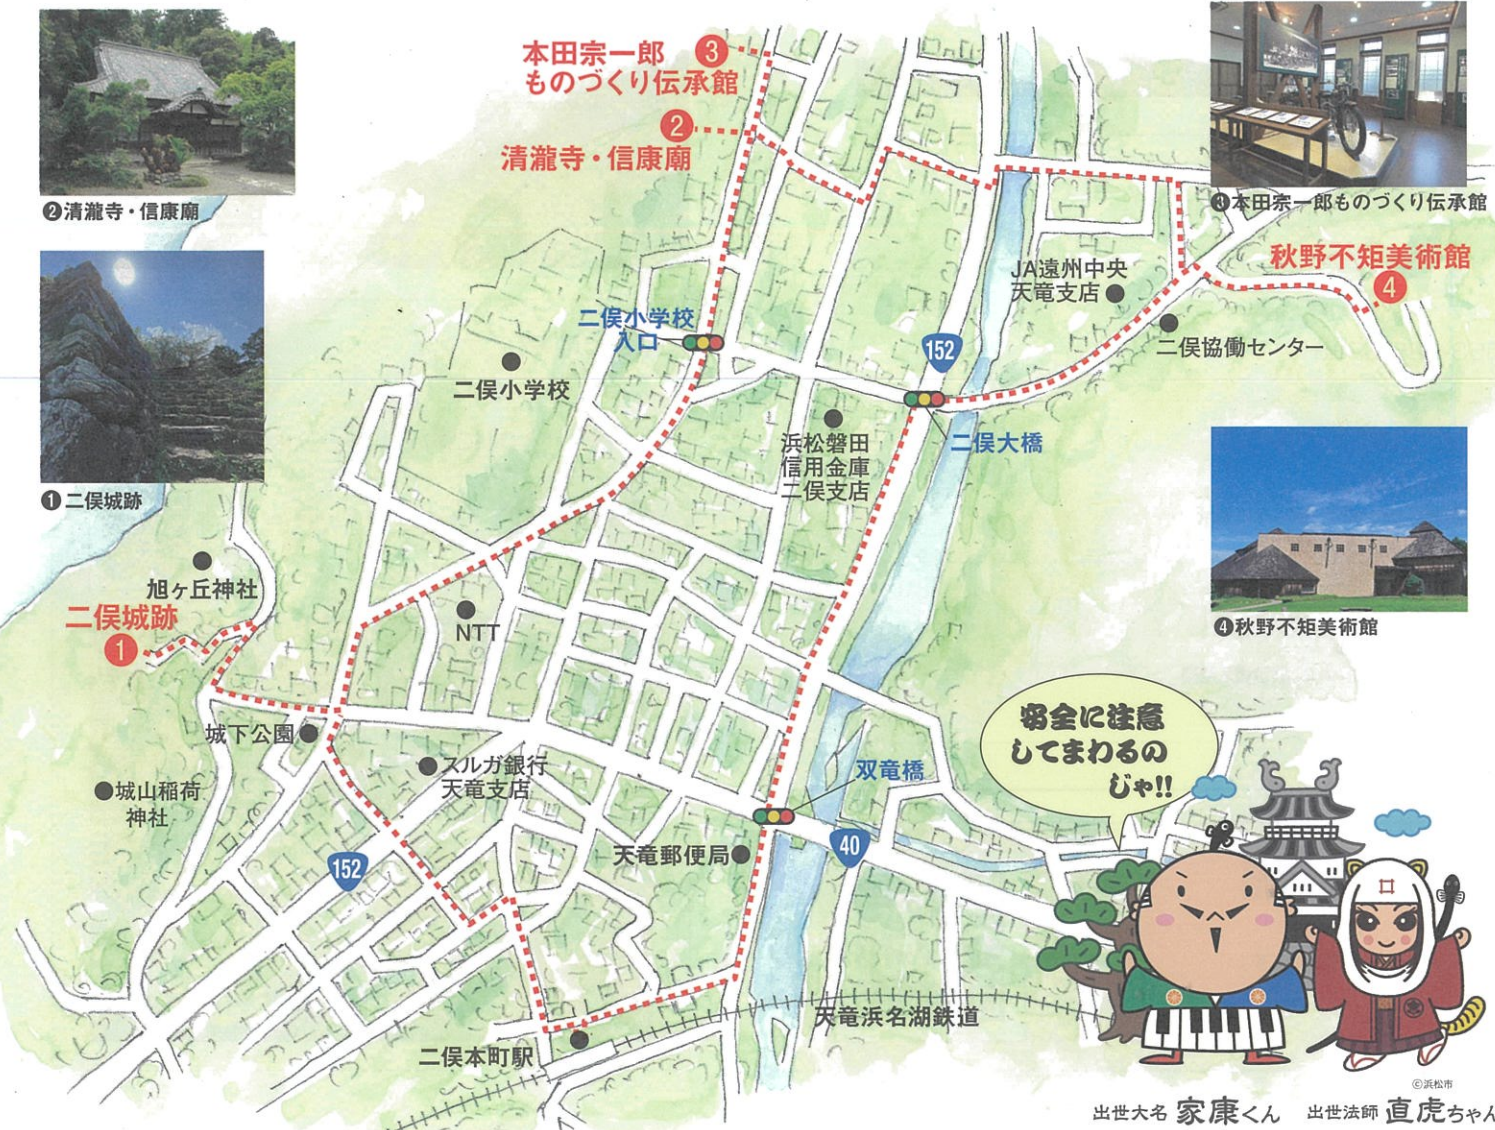 本田宗一郎
ものづくり伝承館
3
2
清瀧寺・信康廟
❷清瀧寺・信康廟
❸本田宗一郎ものづくり伝承館
秋野不矩美術館
4
JA遠州中央
天竜支店
二俣協働センター
二俣小学校
入口
二俣小学校
152
浜松磐田
信用金庫
二俣支店
二俣大橋
❶二俣城跡
❹秋野不矩美術館
旭ヶ丘神社
二俣城跡
1
NTT
城下公園
スルガ銀行
天竜支店
城山稲荷
神社
152
双竜橋
40
天竜郵便局
安全に注意
してまわるの
じゃ!!
天竜浜名湖鉄道
二俣本町駅
©浜松市
出世大名 家康くん
出世法師 直虎ちゃん